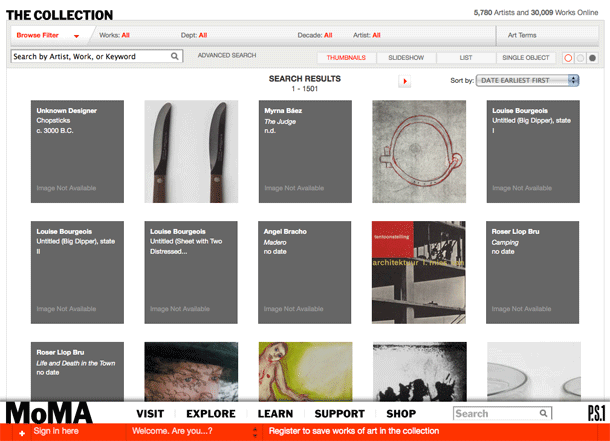 THE COLLECTION
5,780 Artists and 30,009 Works Online
Browse Filter
Works: All
Dept: All
Decade: All
Artist: All
Art Terms
Search by Artist, Work, or Keyword
ADVANCED SEARCH
THUMBNAILS
SLIDESHOW
LIST
SINGLE OBJECT
SEARCH RESULTS
1 - 1501
Sort by:
DATE EARLIEST FIRST
Unknown Designer
Chopsticks
c. 3000 B.C.
Image Not Available
Myrna Báez
The Judge
n.d.
Image Not Available
Louise Bourgeois
Untitled (Big Dipper), state
I
Image Not Available
Louise Bourgeois
Untitled (Big Dipper), state
II
Image Not Available
Louise Bourgeois
Untitled (Sheet with Two
Distressed...
Image Not Available
Angel Bracho
Madero
no date
Image Not Available
tentoonstelling
Roser Llop Bru
Camping
no date
Image Not Available
Roser Llop Bru
Life and Death in the Town
no date
MoMA
VISIT
EXPLORE
LEARN
SUPPORT
SHOP
Search
P.S.1
Sign in here
Welcome. Are you...?
Register to save works of art in the collection